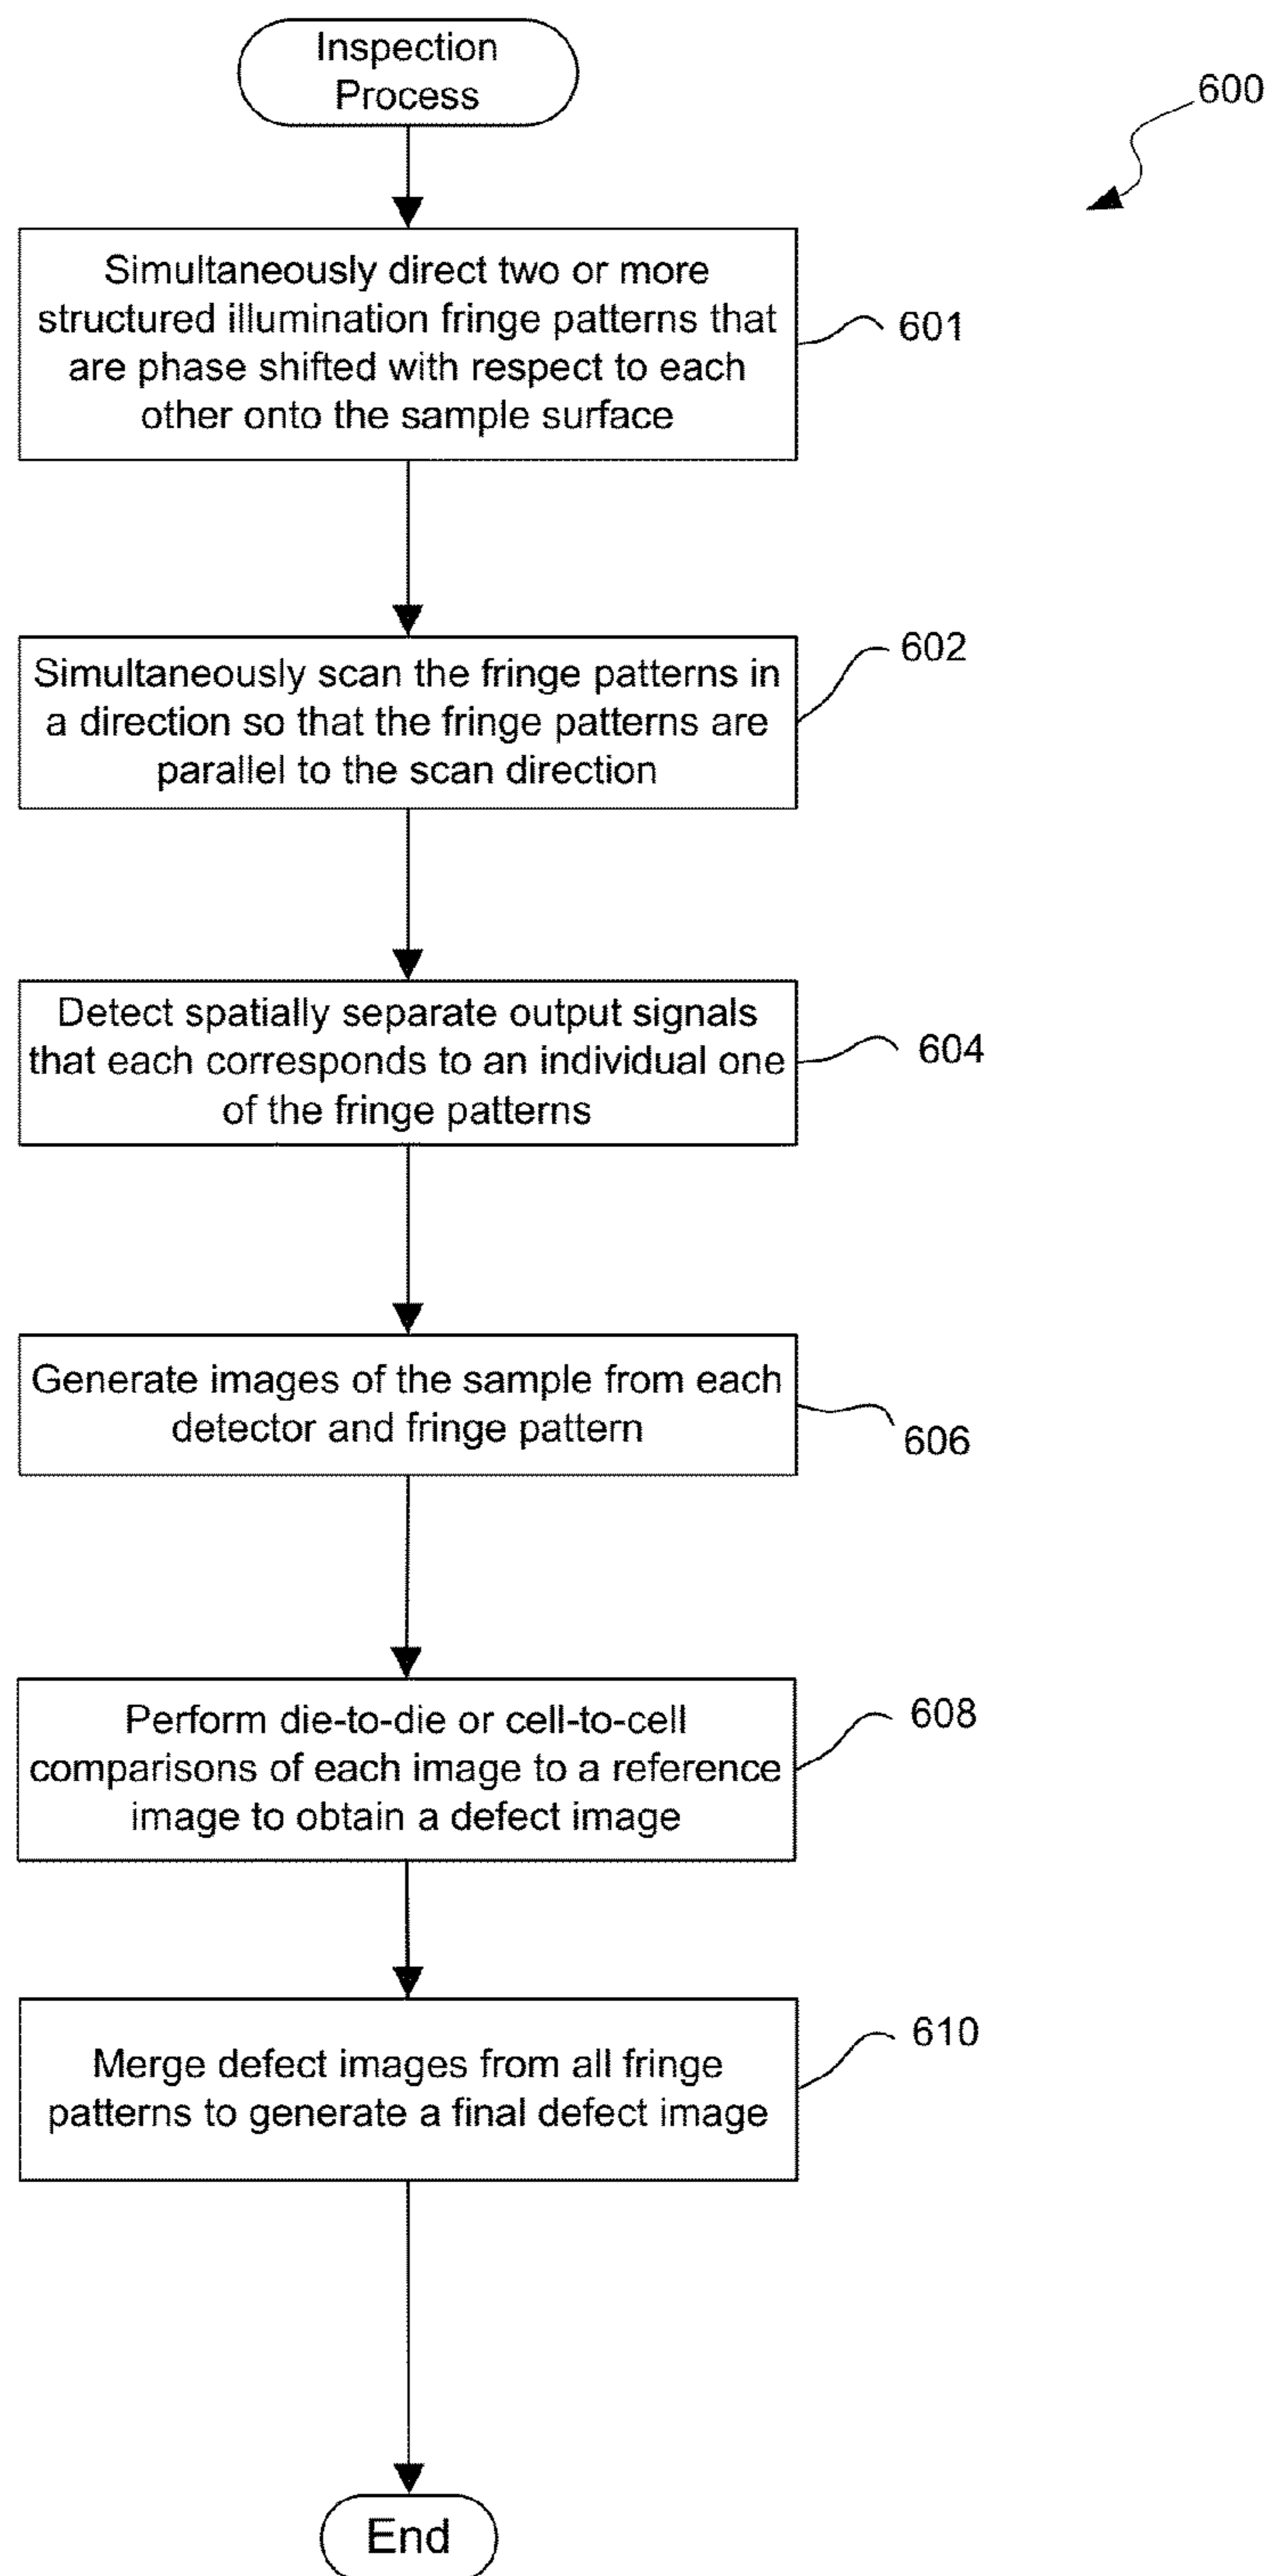 Inspection
Process
600
Simultaneously direct two or more
structured illumination fringe patterns that
are phase shifted with respect to each
other onto the sample surface
601
Simultaneously scan the fringe patterns in
a direction so that the fringe patterns are
parallel to the scan direction
602
Detect spatially separate output signals
that each corresponds to an individual one
of the fringe patterns
604
Generate images of the sample from each
detector and fringe pattern
606
Perform die-to-die or cell-to-cell
comparisons of each image to a reference
image to obtain a defect image
608
Merge defect images from all fringe
patterns to generate a final defect image
610
End